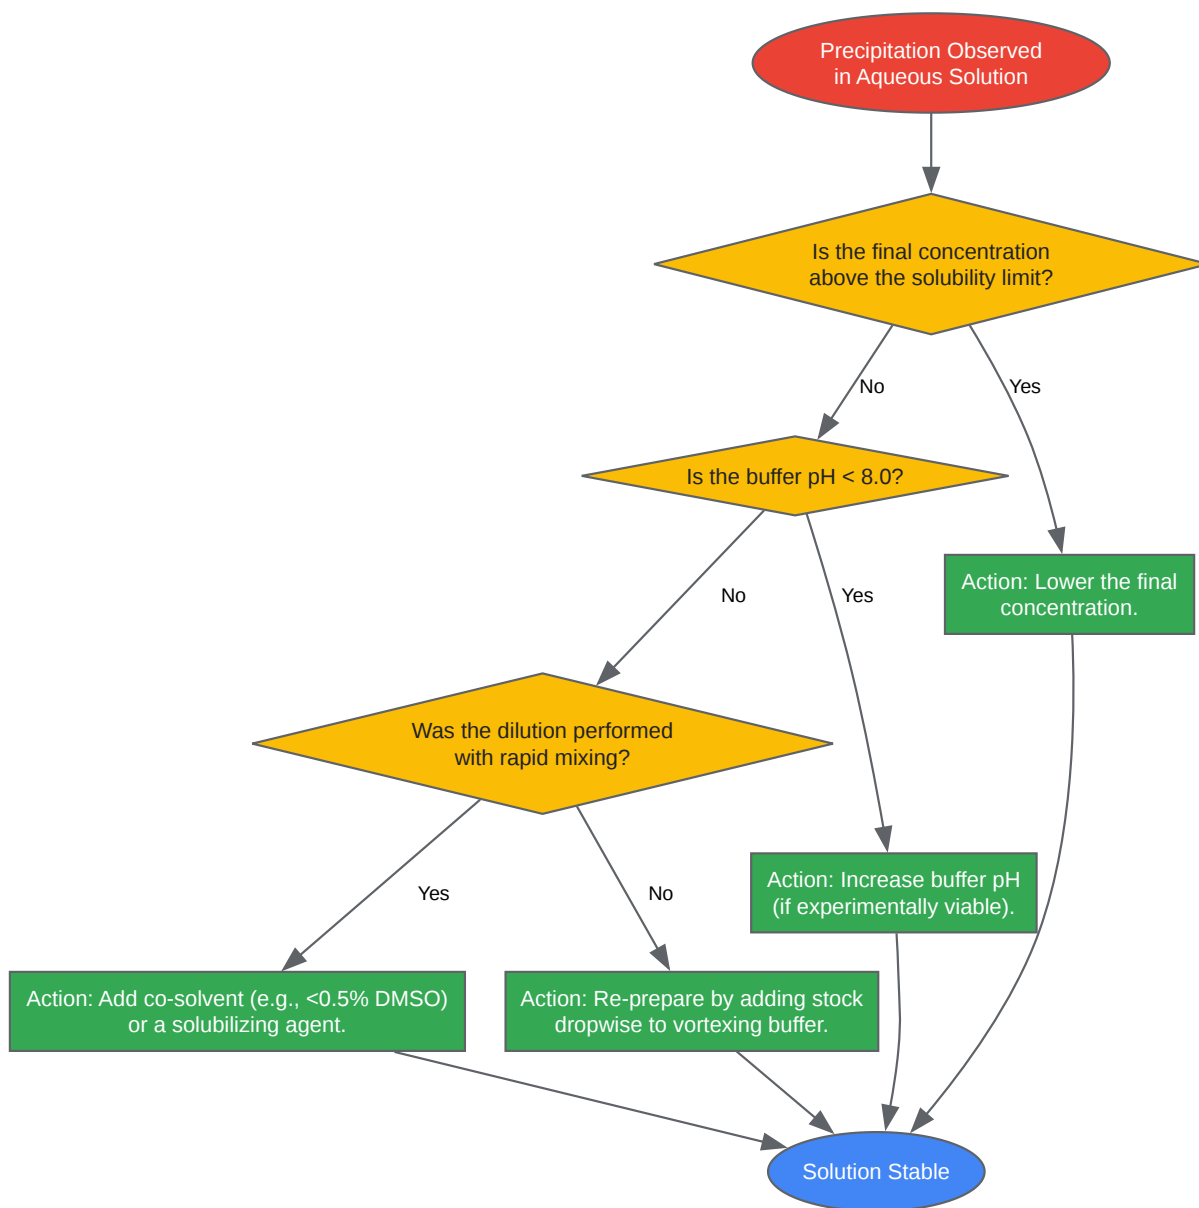 Precipitation Observed
in Aqueous Solution
Is the final concentration
above the solubility limit?
No
Yes
Is the buffer pH < 8.0?
Action: Lower the final
concentration.
No
Yes
Was the dilution performed
with rapid mixing?
Action: Increase buffer pH
(if experimentally viable).
Yes
No
Action: Add co-solvent (e.g., <0.5% DMSO)
or a solubilizing agent.
Action: Re-prepare by adding stock
dropwise to vortexing buffer.
Solution Stable